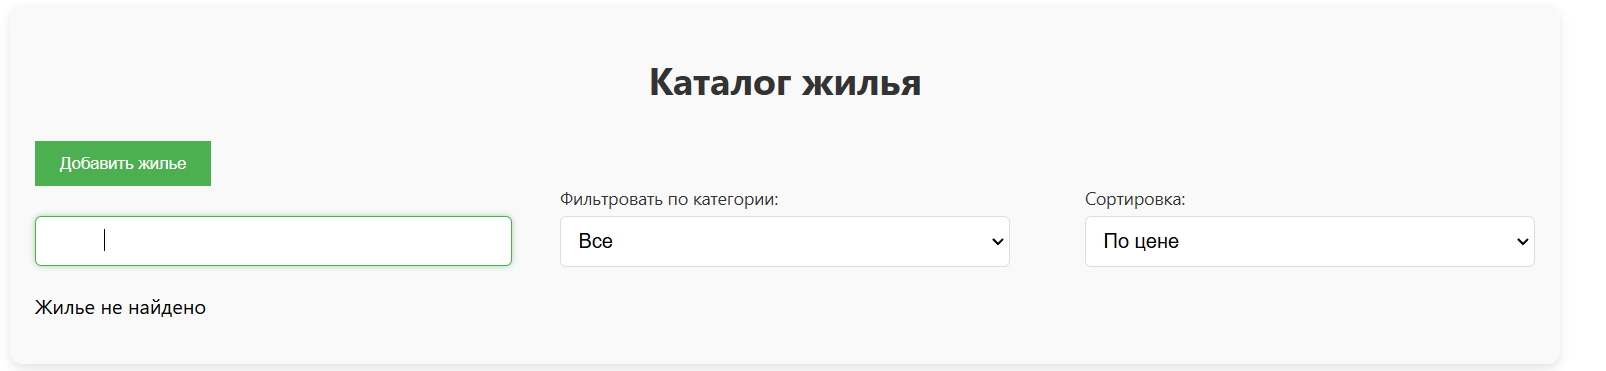 Каталог жилья
Добавить жилье
Фильтровать по категории:
Все
Сортировка:
По цене
Жилье не найдено